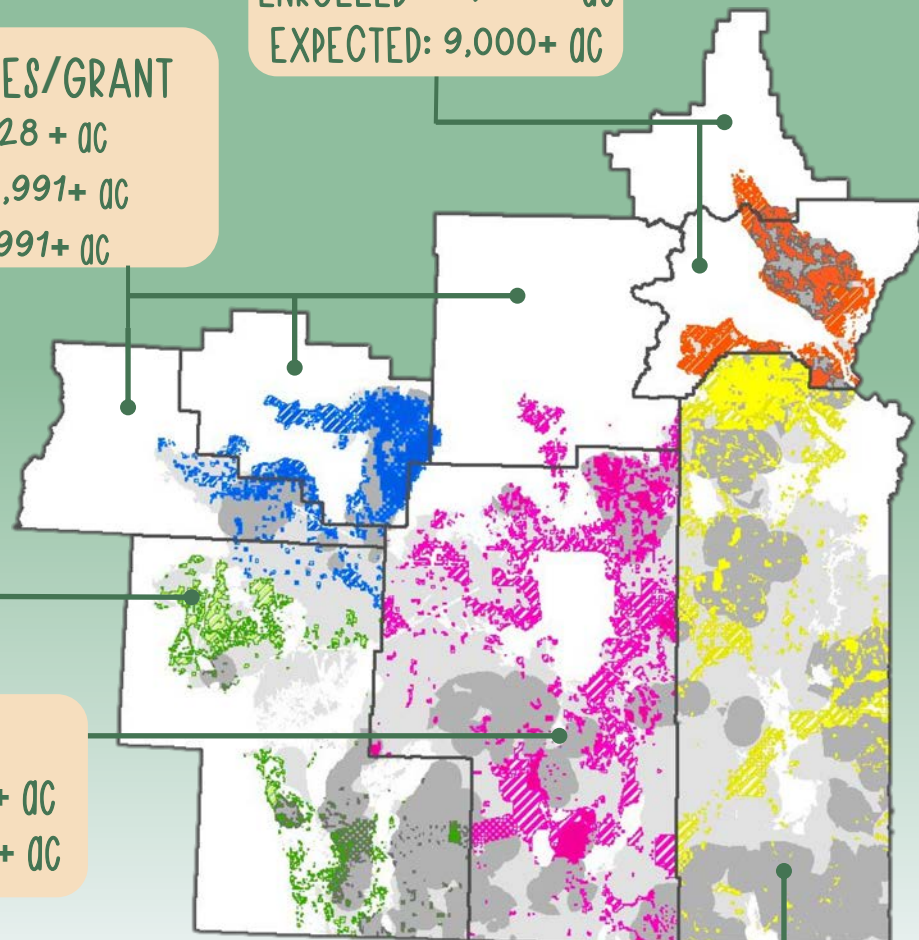 EXPECTED: 9,000+ ac
ES/GRANT
28 + ac
,991+ ac
991+ ac
+ ac
+ ac